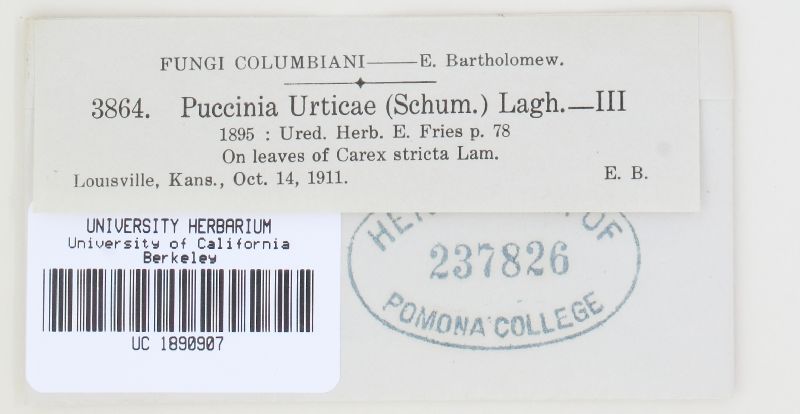 FUNGI COLUMBIANI——E. Bartholomew.
3864. Puccinia Urticae (Schum.) Lagh.—III
1895 : Ured. Herb. E. Fries p. 78
On leaves of Carex stricta Lam.
Louisville, Kans., Oct. 14, 1911. E. B.
UNIVERSITY HERBARIUM
University of California
Berkeley
UC 1890907
OF
237826
POMONA COLLEGE